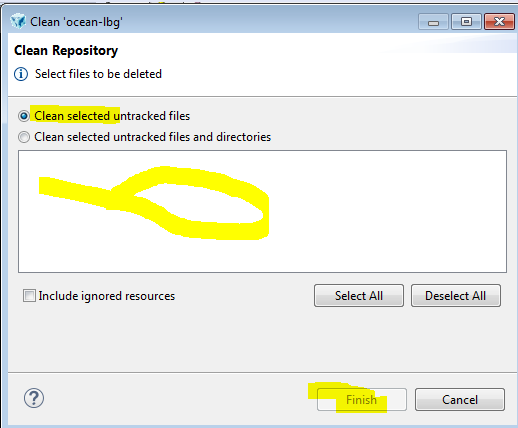 Clean 'ocean-lbg'
Clean Repository
Select files to be deleted
Clean selected untracked files
Clean selected untracked files and directories
Include ignored resources
Select All
Deselect All
Finish
Cancel